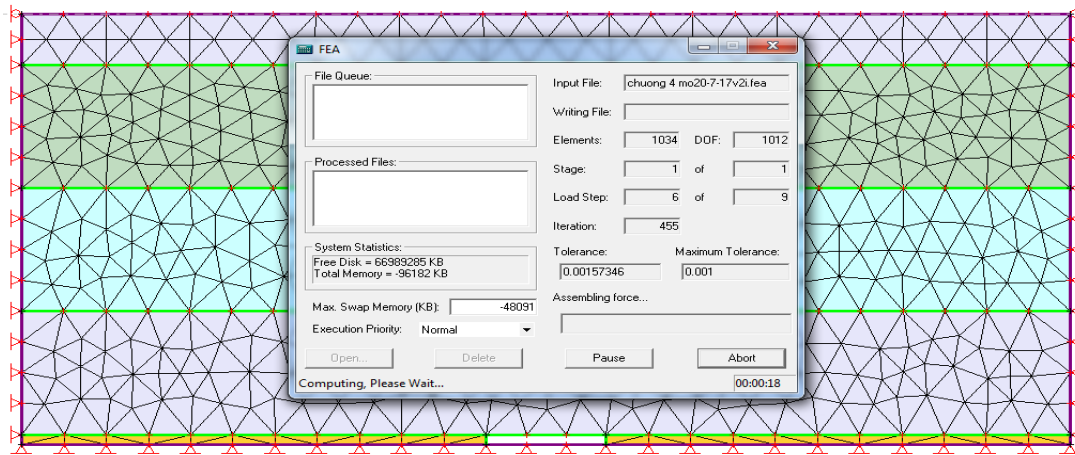 FEA
File Queue:
Processed Files:
System Statistics:
Free Disk = 66989285 KB
Total Memory = -96182 KB
Max. Swap Memory (KB): -48091
Execution Priority: Normal
Open... Delete
Input File: chuong 4 mo20-7-17v2i.fea
Writing File:
Elements: 1034 DOF: 1012
Stage: 1 of 1
Load Step: 6 of 9
Iteration: 455
Tolerance: Maximum Tolerance:
0.00157346 0.001
Assembling force...
Pause Abort
Computing, Please Wait... 00:00:18